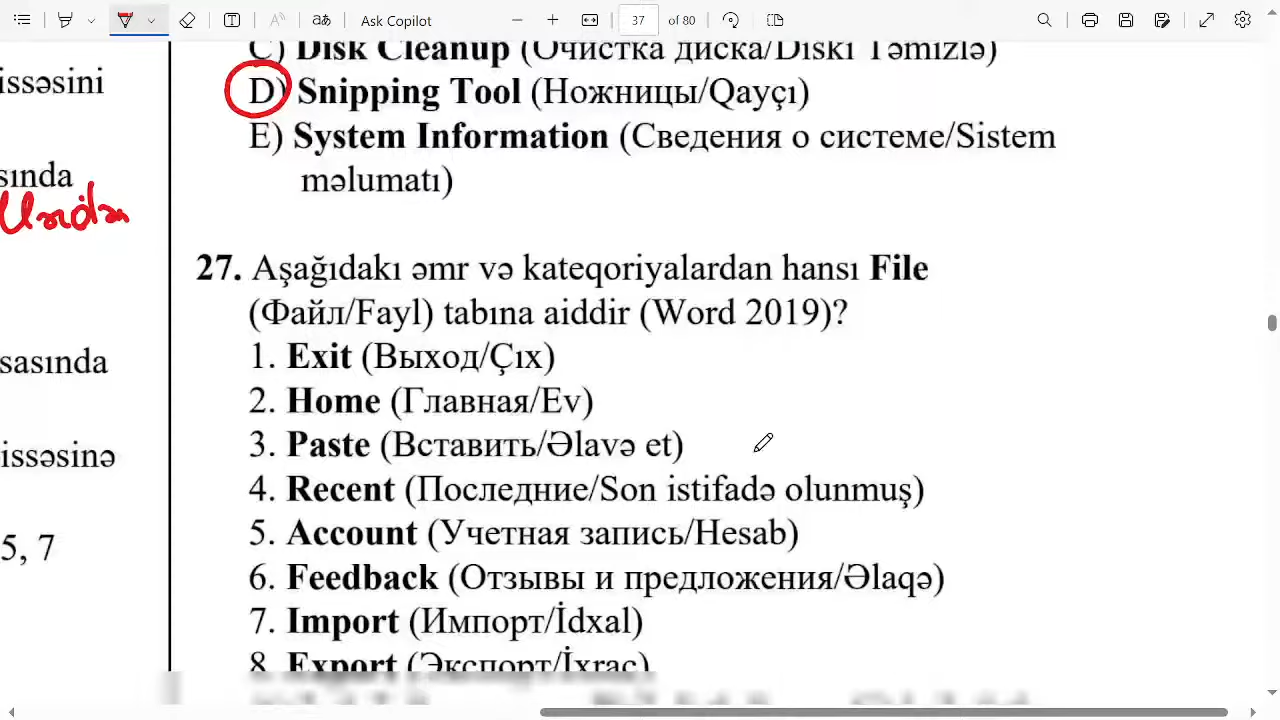 Ask Copilot
37 of 80
issəsini
sında
sasında
issəsinə
5, 7
C) Disk Cleanup (Очистка диска/Diski Təmizlə)
D) Snipping Tool (Ножницы/Qayçı)
E) System Information (Сведения о системе/Sistem
məlumatı)
27. Aşağıdakı əmr və kateqoriyalardan hansı File
(Файл/Fayl) tabına aiddir (Word 2019)?
1. Exit (Выход/Çıx)
2. Home (Главная/Ev)
3. Paste (Вставить/Əlavə et)
4. Recent (Последние/Son istifadə olunmuş)
5. Account (Учетная запись/Hesab)
6. Feedback (Отзывы и предложения/Əlaqə)
7. Import (Импорт/İdxal)
8. Export (Экспорт/İxrac)